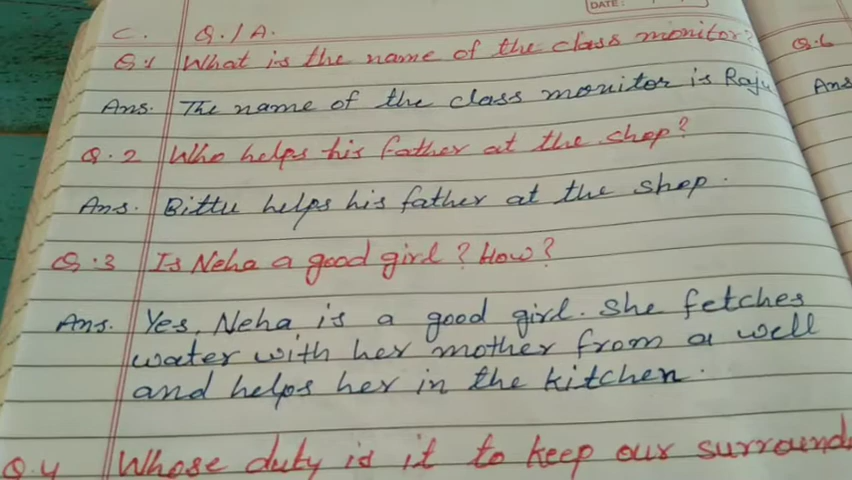 DATE:
C. Q.1 A.
Q.1 What is the name of the class monitor?
Ans. The name of the class monitor is Raju
Q.2 Who helps his father at the shop?
Ans. Bittu helps his father at the shop.
Q.3 Is Neha a good girl? How?
Ans. Yes, Neha is a good girl. She fetches
water with her mother from a well
and helps her in the kitchen.
Q.4 Whose duty is it to keep our surround
Q.6
Ans